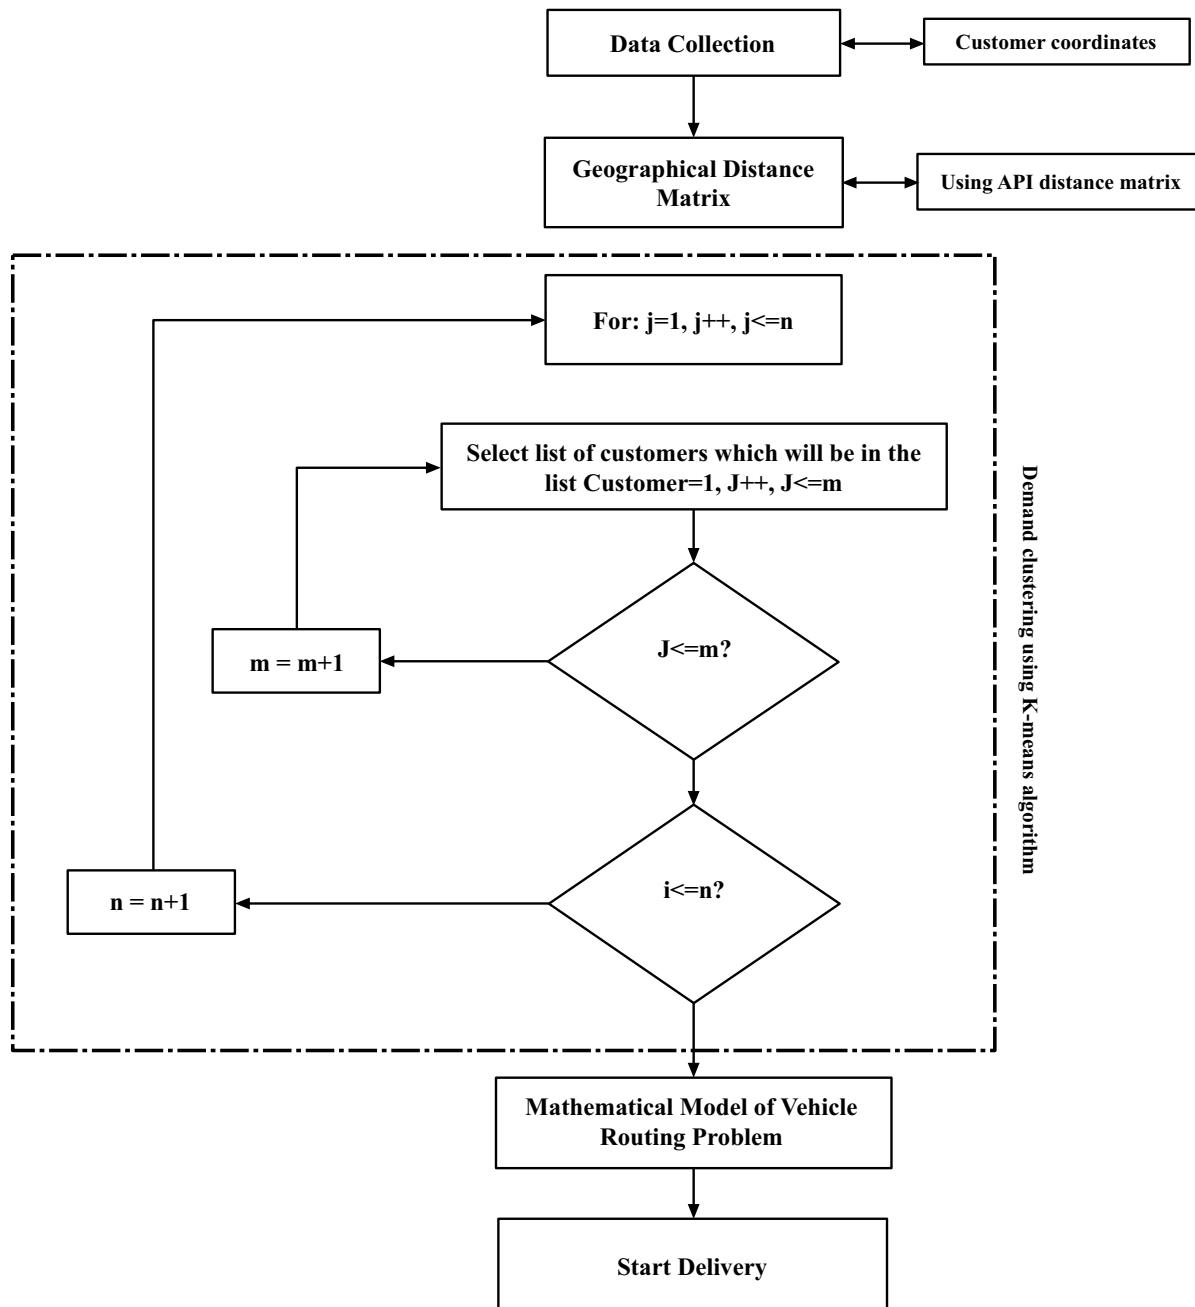 Data Collection
Customer coordinates
Geographical Distance
Matrix
Using API distance matrix
For: j=1, j++, j<=n
Select list of customers which will be in the
list Customer=1, J++, J<=m
J<=m?
m = m+1
i<=n?
n = n+1
Demand clustering using K-means algorithm
Mathematical Model of Vehicle
Routing Problem
Start Delivery